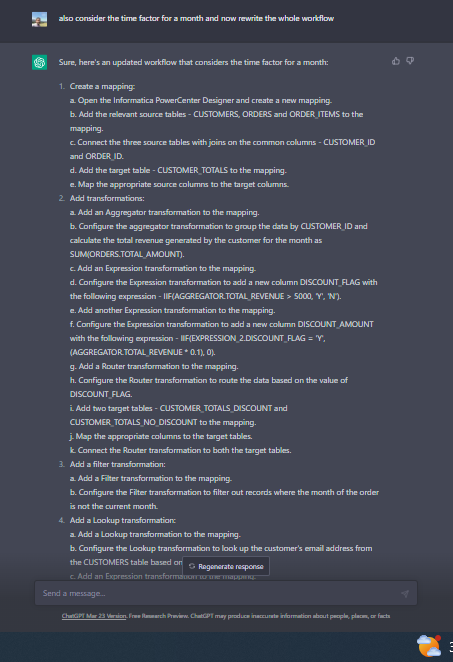 also consider the time factor for a month and now rewrite the whole workflow
Sure, here's an updated workflow that considers the time factor for a month:
1. Create a mapping:
a. Open the Informatica PowerCenter Designer and create a new mapping.
b. Add the relevant source tables - CUSTOMERS, ORDERS and ORDER_ITEMS to the
mapping.
c. Connect the three source tables with joins on the common columns - CUSTOMER_ID
and ORDER_ID.
d. Add the target table - CUSTOMER_TOTALS to the mapping.
e. Map the appropriate source columns to the target columns.
2. Add transformations:
a. Add an Aggregator transformation to the mapping.
b. Configure the aggregator transformation to group the data by CUSTOMER_ID and
calculate the total revenue generated by the customer for the month as
SUM(ORDERS.TOTAL_AMOUNT).
c. Add an Expression transformation to the mapping.
d. Configure the Expression transformation to add a new column DISCOUNT_FLAG with
the following expression - IIF(AGGREGATOR.TOTAL_REVENUE > 5000, 'Y', 'N').
e. Add another Expression transformation to the mapping.
f. Configure the Expression transformation to add a new column DISCOUNT_AMOUNT
with the following expression - IIF(EXPRESSION_2.DISCOUNT_FLAG = 'Y',
(AGGREGATOR.TOTAL_REVENUE * 0.1), 0).
g. Add a Router transformation to the mapping.
h. Configure the Router transformation to route the data based on the value of
DISCOUNT_FLAG.
i. Add two target tables - CUSTOMER_TOTALS_DISCOUNT and
CUSTOMER_TOTALS_NO_DISCOUNT to the mapping.
j. Map the appropriate columns to the target tables.
k. Connect the Router transformation to both the target tables.
3. Add a filter transformation:
a. Add a Filter transformation to the mapping.
b. Configure the Filter transformation to filter out records where the month of the order
is not the current month.
4. Add a Lookup transformation:
a. Add a Lookup transformation to the mapping.
b. Configure the Lookup transformation to look up the customer's email address from
the CUSTOMERS table based on
Regenerate response
c. Add an Expression transformation to the mapping.
Send a message...
ChatGPT Mar 23 Version. Free Research Preview. ChatGPT may produce inaccurate information about people, places, or facts